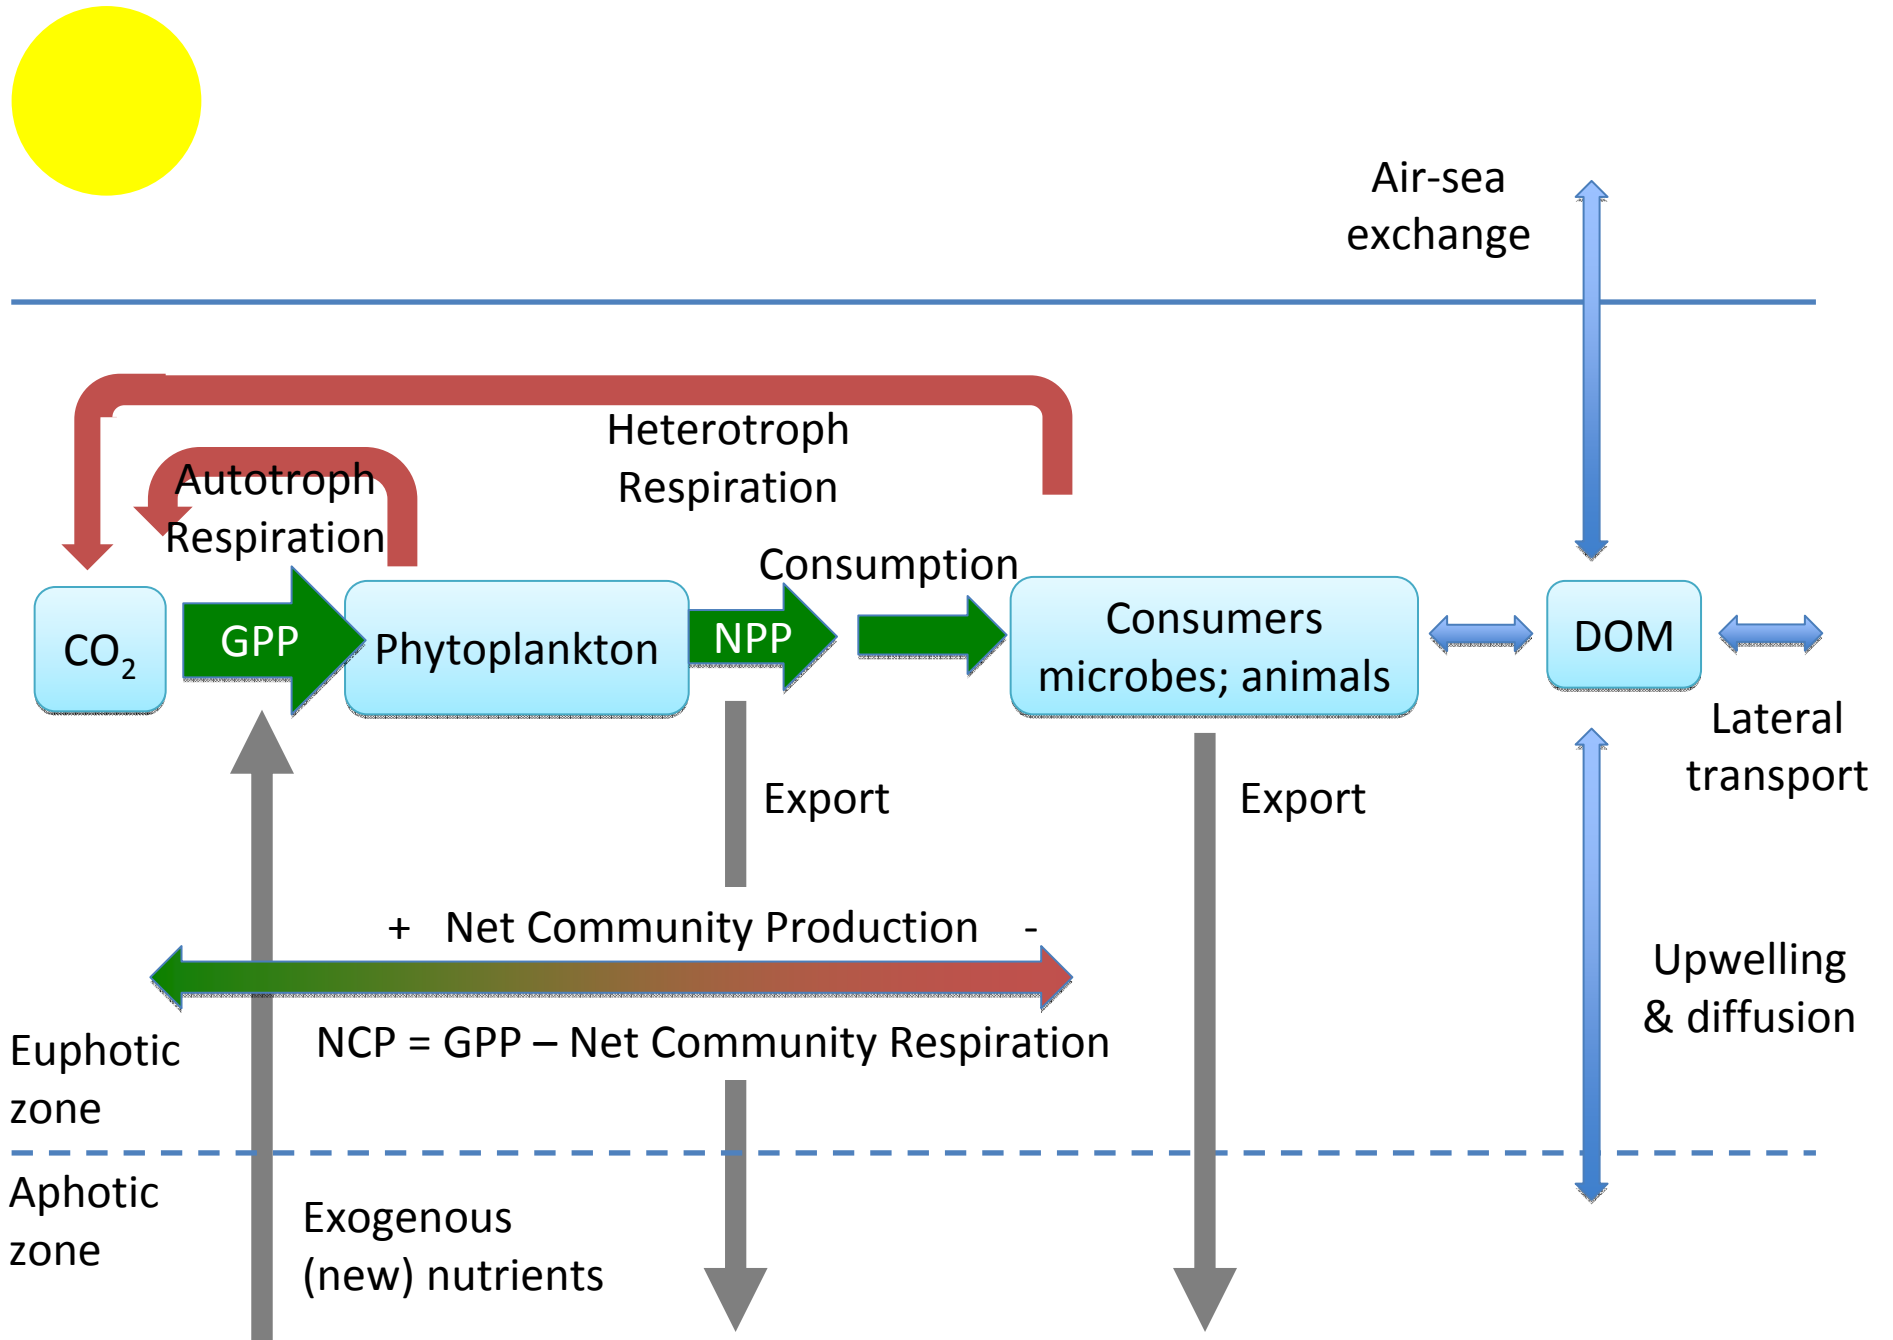 Air-sea
exchange
Heterotroph
Respiration
Autotroph
Respiration
Consumption
CO₂
GPP
Phytoplankton
NPP
Consumers
microbes; animals
DOM
Lateral
transport
Export
Export
+ Net Community Production -
Upwelling
& diffusion
NCP = GPP – Net Community Respiration
Euphotic
zone
Aphotic
zone
Exogenous
(new) nutrients